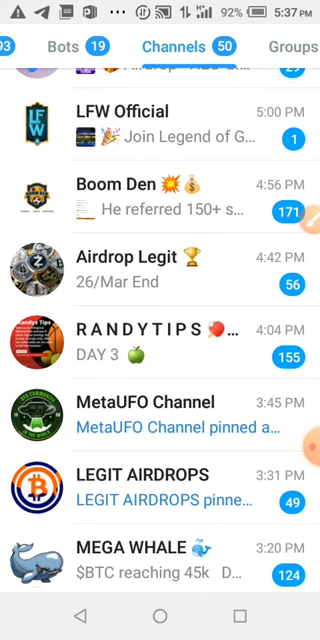 92% 5:37 PM
93 Bots 19 Channels 50 Groups
29
LFW Official 5:00 PM
LFW
Join Legend of G... 1
Boom Den 4:56 PM
He referred 150+ s... 171
Airdrop Legit 4:42 PM
26/Mar End 56
R A N D Y T I P S ... 4:04 PM
DAY 3 155
MetaUFO Channel 3:45 PM
MetaUFO Channel pinned a...
LEGIT AIRDROPS 3:31 PM
LEGIT AIRDROPS pinne... 49
MEGA WHALE 3:20 PM
$BTC reaching 45k D... 124